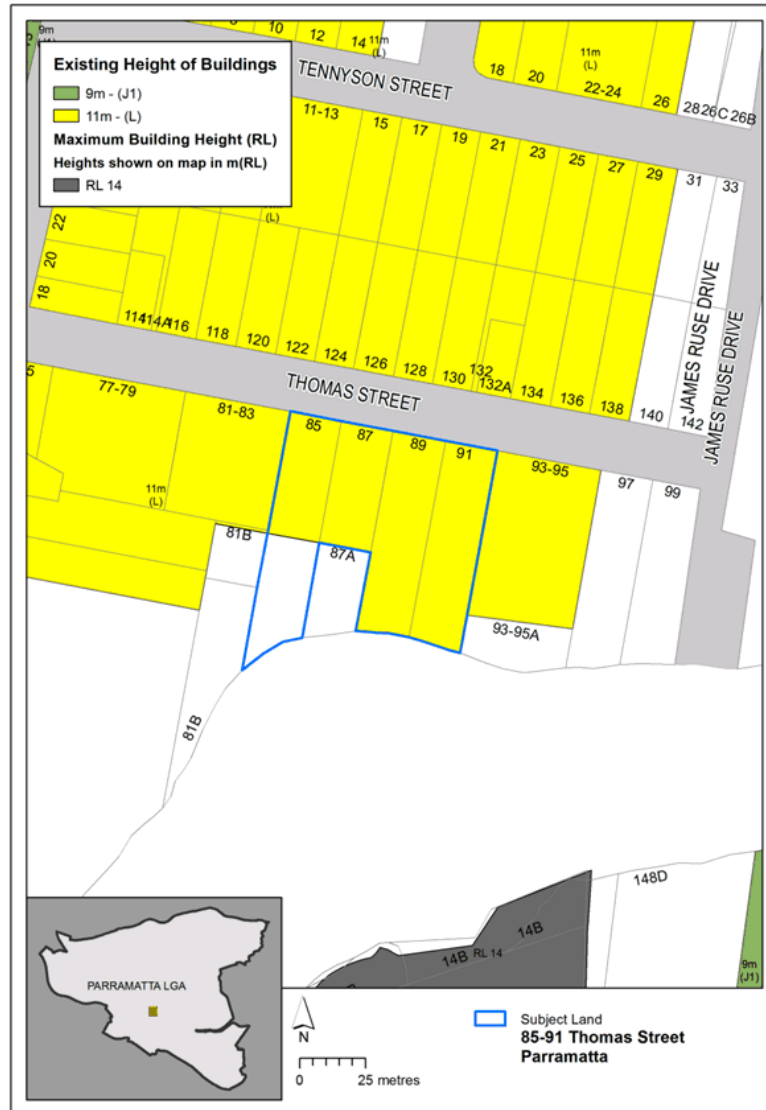 8
10
12
14
11m
(L)
9m
(J1)
11m
(L)
18
20
22-24
26
28
26C
26B
TENNYSON STREET
Existing Height of Buildings
9m - (J1)
11m - (L)
Maximum Building Height (RL)
Heights shown on map in m(RL)
RL 14
11-13
15
17
19
21
23
25
27
29
31
33
(L)
22
20
18
114
114A
116
118
120
122
124
126
128
130
132
132A
134
136
138
140
142
JAMES RUSE DRIVE
JAMES RUSE DRIVE
THOMAS STREET
5
77-79
81-83
85
87
89
91
93-95
97
99
11m
(L)
81B
87A
93-95A
81B
148D
14B
14B
RL 14
9m
(J1)
PARRAMATTA LGA
N
0
25 metres
Subject Land
85-91 Thomas Street
Parramatta